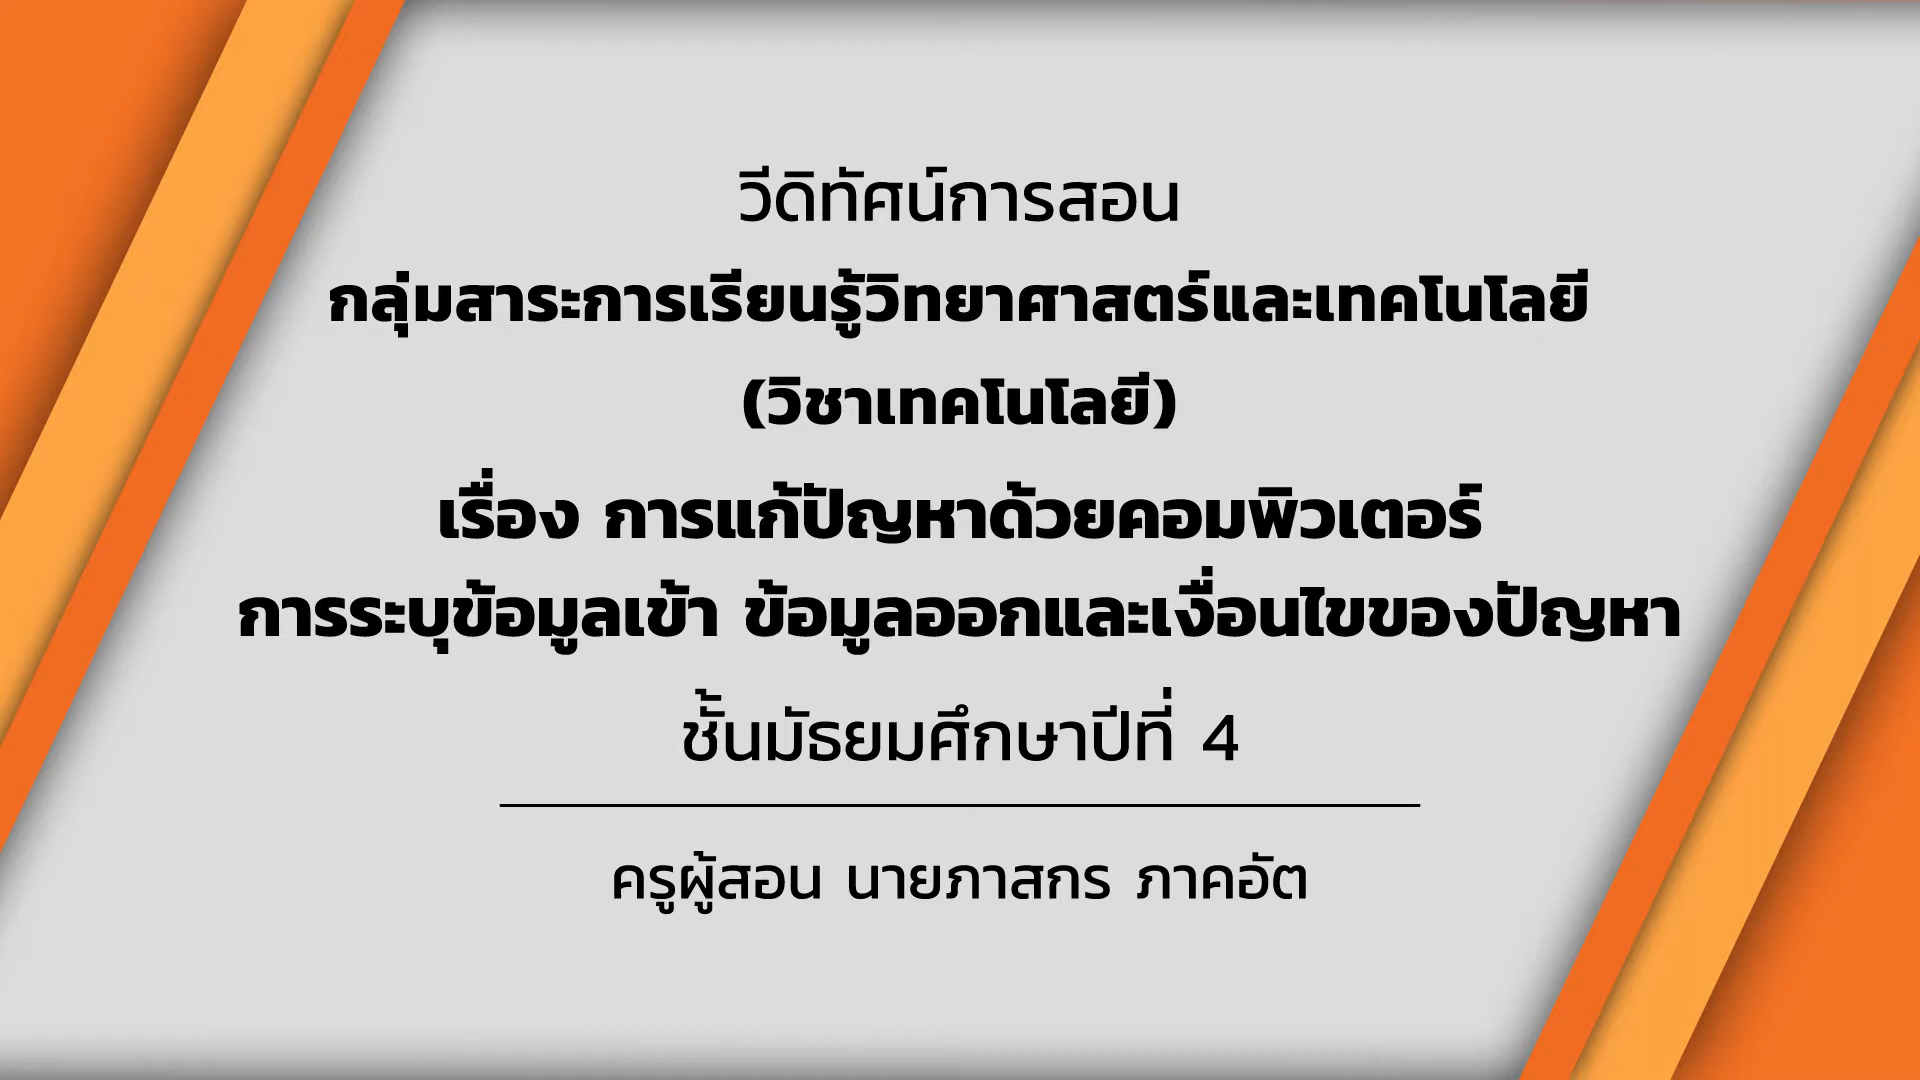 วีดิทัศน์การสอน
กลุ่มสาระการเรียนรู้วิทยาศาสตร์และเทคโนโลยี
(วิชาเทคโนโลยี)
เรื่อง การแก้ปัญหาด้วยคอมพิวเตอร์
การระบุข้อมูลเข้า ข้อมูลออกและเงื่อนไขของปัญหา
ชั้นมัธยมศึกษาปีที่ 4
ครูผู้สอน นายภาสกร ภาคอัต